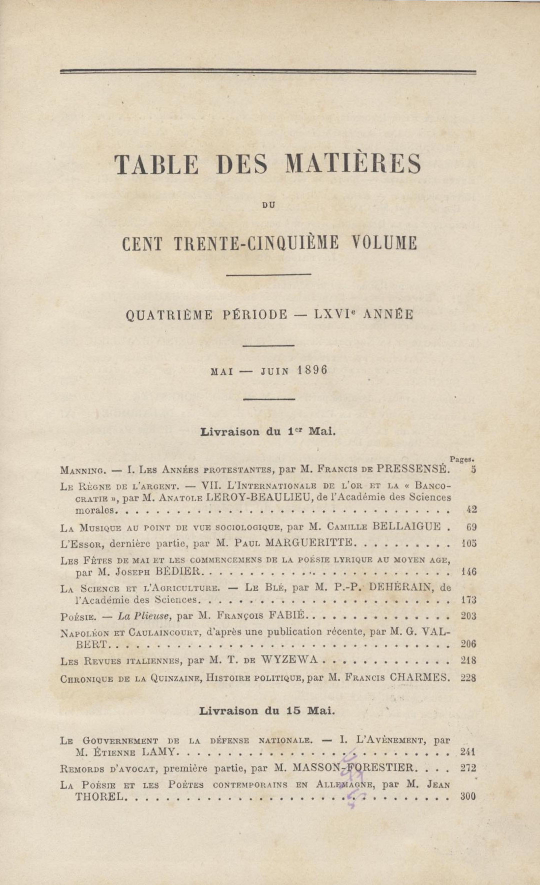 TABLE DES MATIÈRES
DU
CENT TRENTE-CINQUIÈME VOLUME
QUATRIÈME PÉRIODE — LXVIe ANNÉE
MAI — JUIN 1896
Livraison du 1er Mai.
Pages.
MANNING. — I. LES ANNÉES PROTESTANTES, par M. FRANCIS DE PRESSENSÉ. 5
LE RÈGNE DE L'ARGENT. — VII. L'INTERNATIONALE DE L'OR ET LA « BANCO-
CRATIE », par M. ANATOLE LEROY-BEAULIEU, de l'Académie des Sciences
morales. . . . . . . . . . . . . . . . . . . . . . . . . . . . . 42
LA MUSIQUE AU POINT DE VUE SOCIOLOGIQUE, par M. CAMILLE BELLAIGUE . 69
L'ESSOR, dernière partie, par M. PAUL MARGUERITTE. . . . . . . . . . 105
LES FÊTES DE MAI ET LES COMMENCEMENS DE LA POÉSIE LYRIQUE AU MOYEN AGE,
par M. JOSEPH BÉDIER. . . . . . . . . . . . . . . . . . . . . . 146
LA SCIENCE ET L'AGRICULTURE. — LE BLÉ, par M. P.-P. DEHÉRAIN, de
l'Académie des Sciences. . . . . . . . . . . . . . . . . . . . . . 173
POÉSIE. — La Plieuse, par M. FRANÇOIS FABIÉ. . . . . . . . . . . . . 203
NAPOLÉON ET CAULAINCOURT, d'après une publication récente, par M. G. VAL-
BERT. . . . . . . . . . . . . . . . . . . . . . . . . . . . . . 206
LES REVUES ITALIENNES, par M. T. DE WYZEWA . . . . . . . . . . . . 218
CHRONIQUE DE LA QUINZAINE, HISTOIRE POLITIQUE, par M. FRANCIS CHARMES. 228
Livraison du 15 Mai.
LE GOUVERNEMENT DE LA DÉFENSE NATIONALE. — I. L'AVÈNEMENT, par
M. ÉTIENNE LAMY. . . . . . . . . . . . . . . . . . . . . . . . 241
REMORDS D'AVOCAT, première partie, par M. MASSON-FORESTIER. . . . 272
LA POÉSIE ET LES POÈTES CONTEMPORAINS EN ALLEMAGNE, par M. JEAN
THOREL. . . . . . . . . . . . . . . . . . . . . . . . . . . . . 300